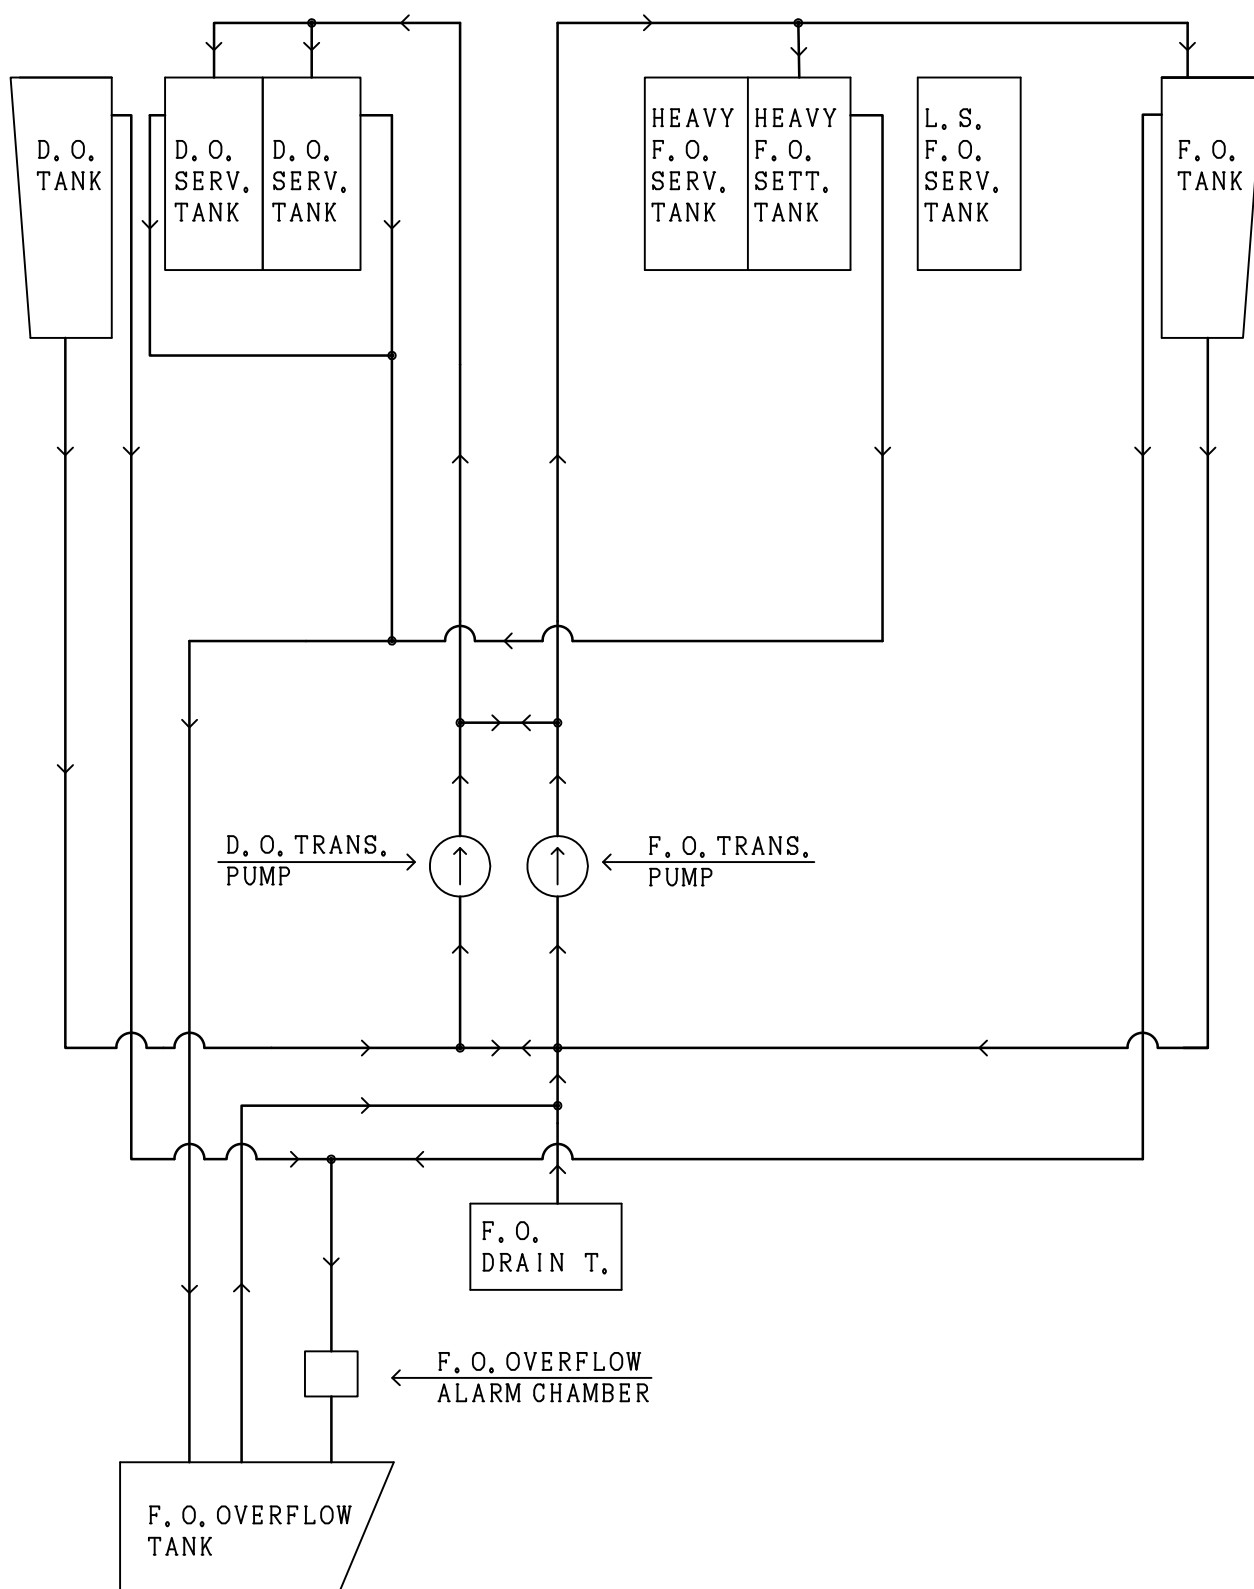 D.O.
TANK
D.O.
SERV.
TANK
D.O.
SERV.
TANK
HEAVY
F.O.
SERV.
TANK
HEAVY
F.O.
SETT.
TANK
L.S.
F.O.
SERV.
TANK
F.O.
TANK
D.O. TRANS.
PUMP
F.O. TRANS.
PUMP
F.O.
DRAIN T.
F.O. OVERFLOW
ALARM CHAMBER
F.O. OVERFLOW
TANK